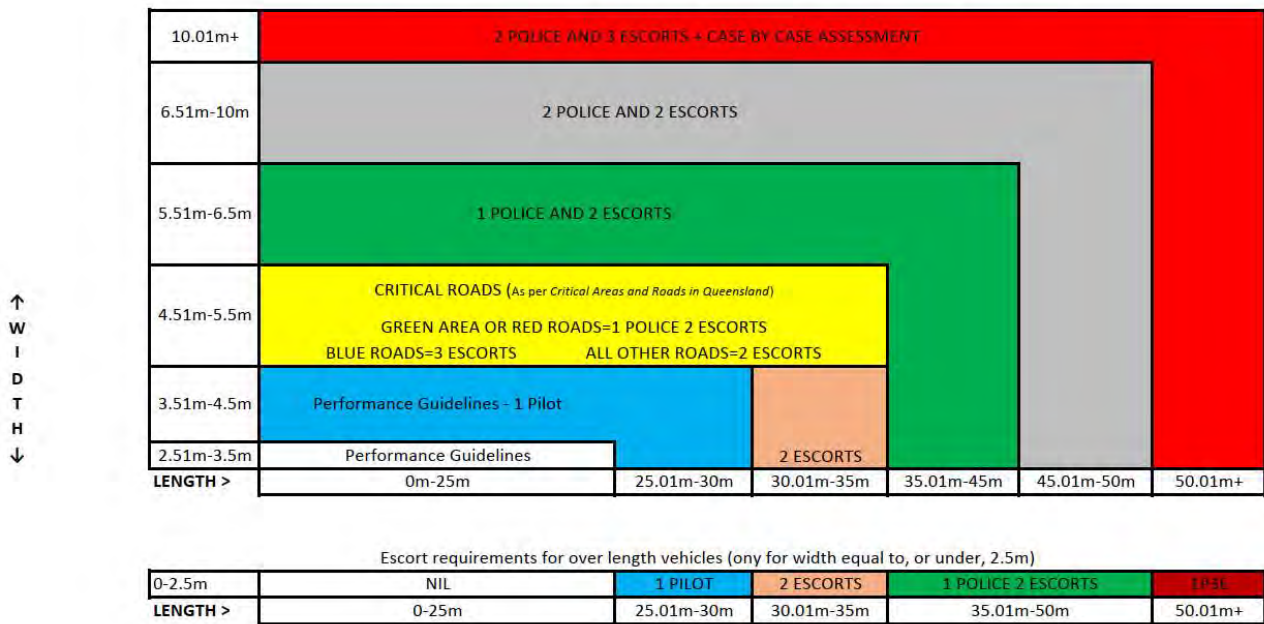 10.01m+ 2 POLICE AND 3 ESCORTS + CASE BY CASE ASSESSMENT
6.51m-10m 2 POLICE AND 2 ESCORTS
5.51m-6.5m 1 POLICE AND 2 ESCORTS
CRITICAL ROADS (As per Critical Areas and Roads in Queensland)
4.51m-5.5m GREEN AREA OR RED ROADS=1 POLICE 2 ESCORTS
BLUE ROADS=3 ESCORTS ALL OTHER ROADS=2 ESCORTS
↑
W
I
D
T
H
↓
3.51m-4.5m Performance Guidelines - 1 Pilot
2.51m-3.5m Performance Guidelines 2 ESCORTS
LENGTH > 0m-25m 25.01m-30m 30.01m-35m 35.01m-45m 45.01m-50m 50.01m+
Escort requirements for over length vehicles (ony for width equal to, or under, 2.5m)
0-2.5m NIL 1 PILOT 2 ESCORTS 1 POLICE 2 ESCORTS 1P3E
LENGTH > 0-25m 25.01m-30m 30.01m-35m 35.01m-50m 50.01m+